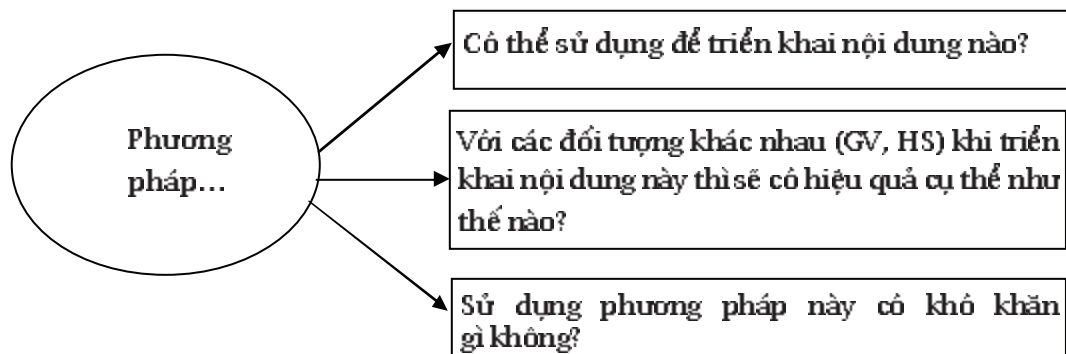 Phương
pháp...
Có thể sử dụng để triển khai nội dung nào?
Với các đối tượng khác nhau (GV, HS) khi triển
khai nội dung này thì sẽ có hiệu quả cụ thể như
thế nào?
Sử dụng phương pháp này có khó khăn
gì không?